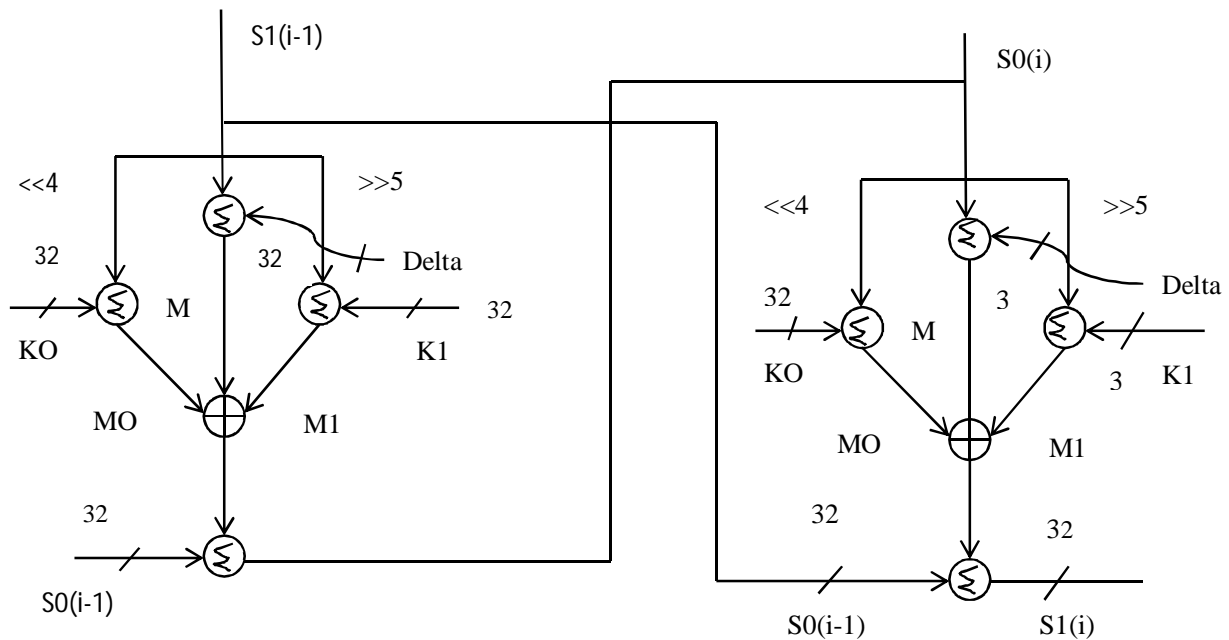 S1(i-1)
<<4
>>5
32
32
Delta
M
32
KO
K1
MO
M1
32
S0(i-1)
S0(i)
<<4
>>5
Delta
32
3
M
KO
3
K1
MO
M1
32
32
S0(i-1)
S1(i)